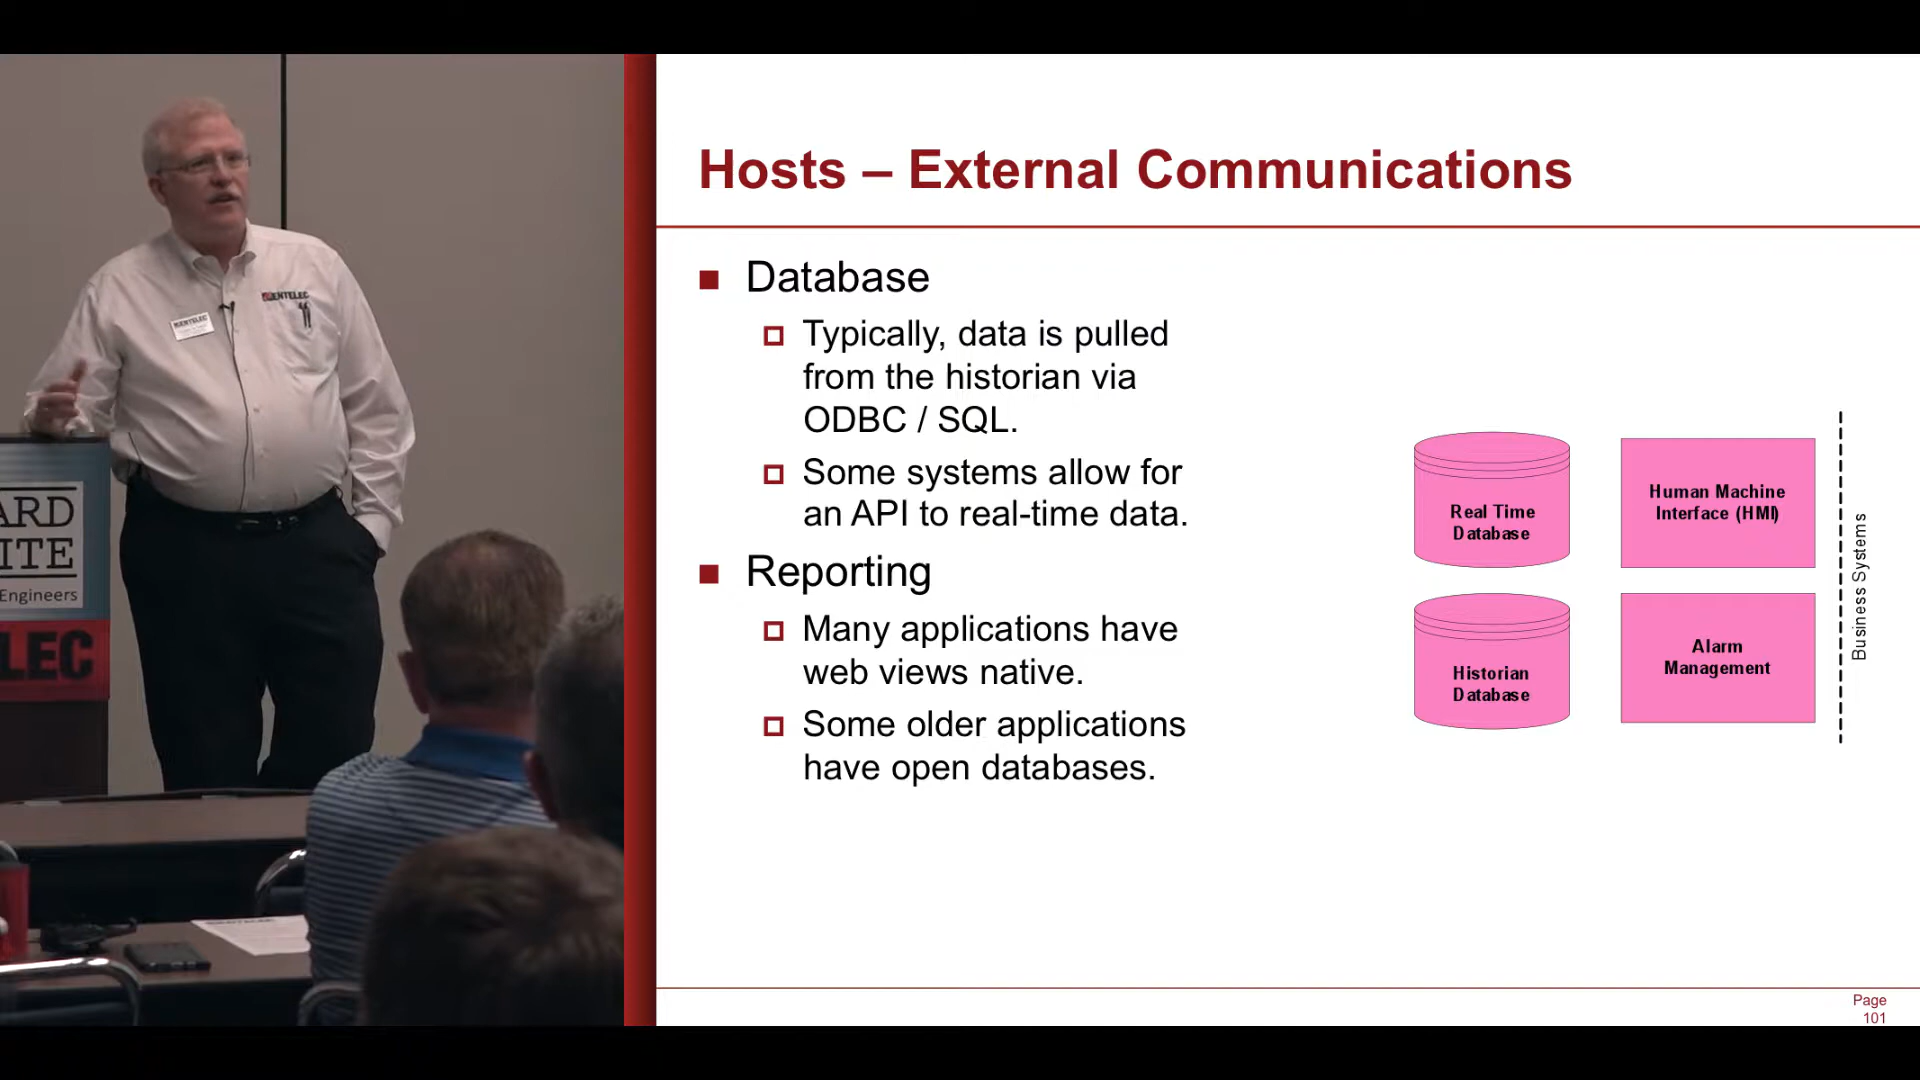 Hosts – External Communications
Database
Typically, data is pulled
from the historian via
ODBC / SQL.
Some systems allow for
an API to real-time data.
Reporting
Many applications have
web views native.
Some older applications
have open databases.
Real Time
Database
Human Machine
Interface (HMI)
Historian
Database
Alarm
Management
Business Systems
Page
101
ENTELEC
ENTELEC
ARD
ITE
Engineers
LEC